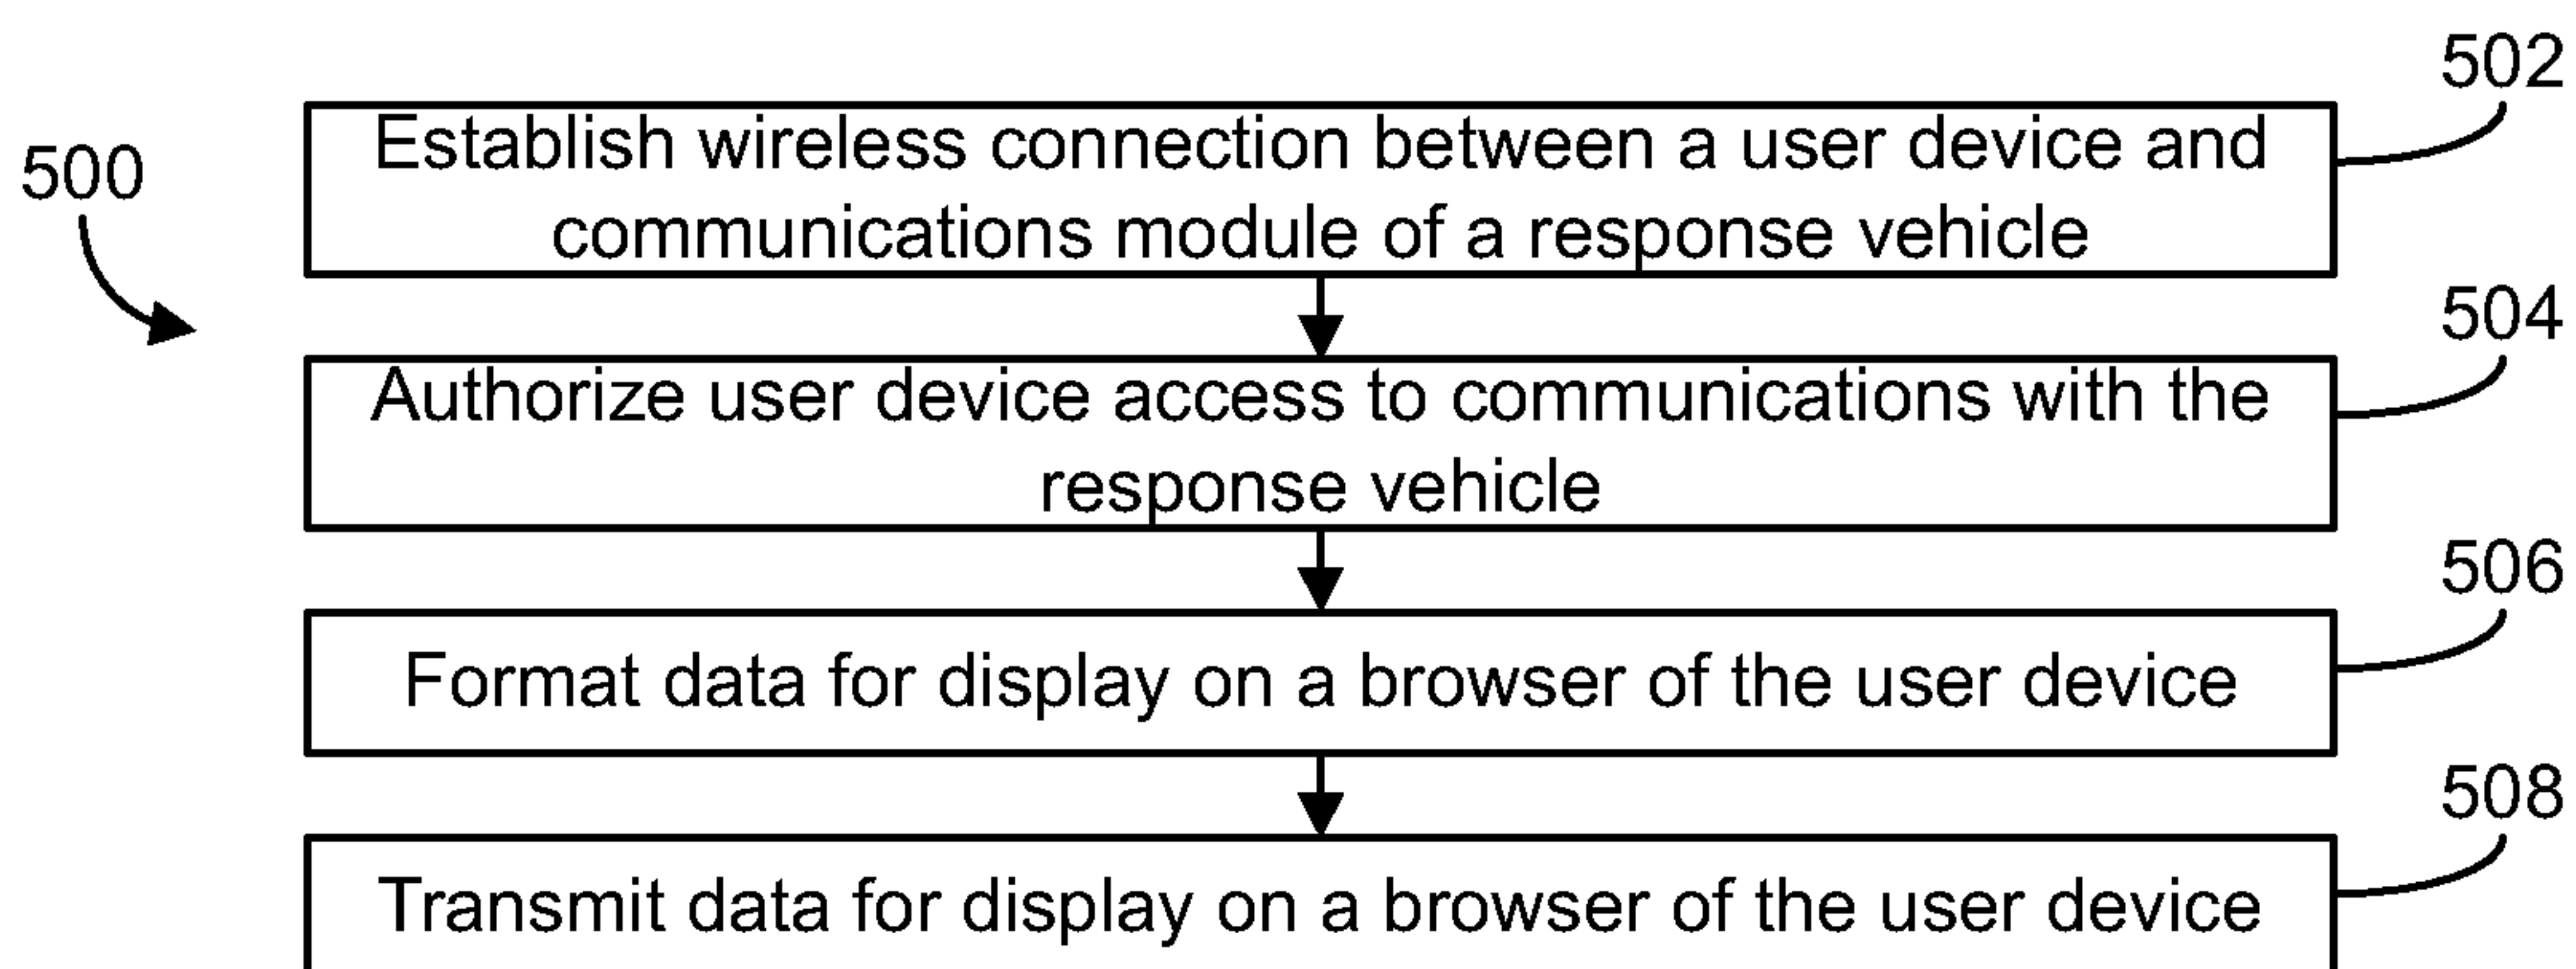 502
500
Establish wireless connection between a user device and
communications module of a response vehicle
504
Authorize user device access to communications with the
response vehicle
506
Format data for display on a browser of the user device
508
Transmit data for display on a browser of the user device